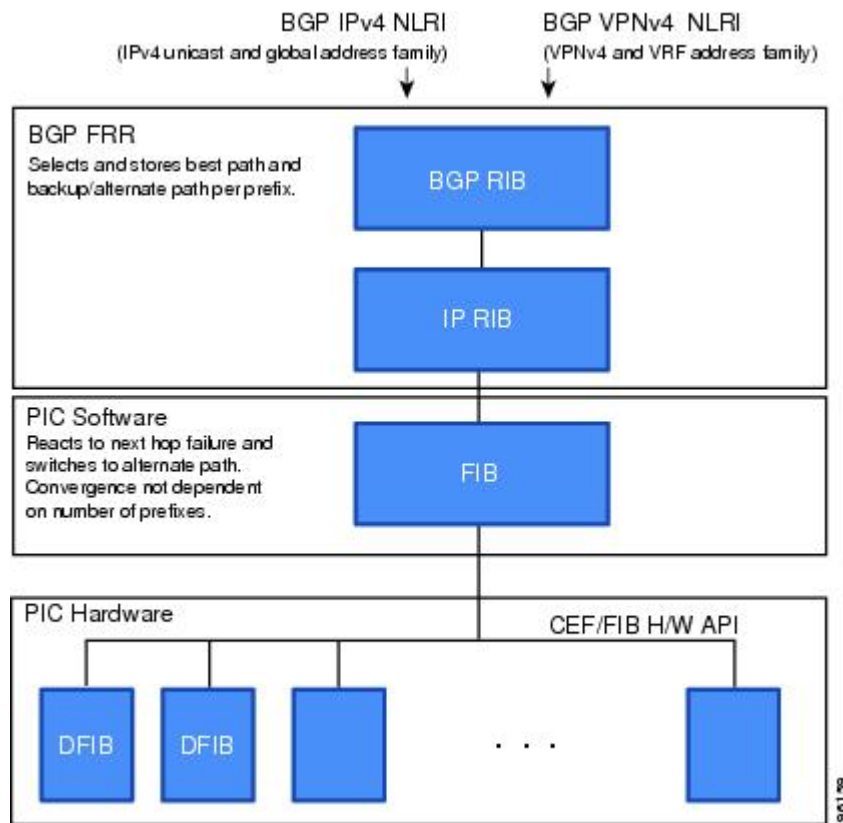 BGP IPv4 NLRI
(IPv4 unicast and global address family)
BGP VPNv4 NLRI
(VPNv4 and VRF address family)
BGP FRR
Selects and stores best path and
backup/alternate path per prefix.
BGP RIB
IP RIB
PIC Software
Reacts to next hop failure and
switches to alternate path.
Convergence not dependent
on number of prefixes.
FIB
PIC Hardware
CEF/FIB H/W API
DFIB
DFIB
. . .